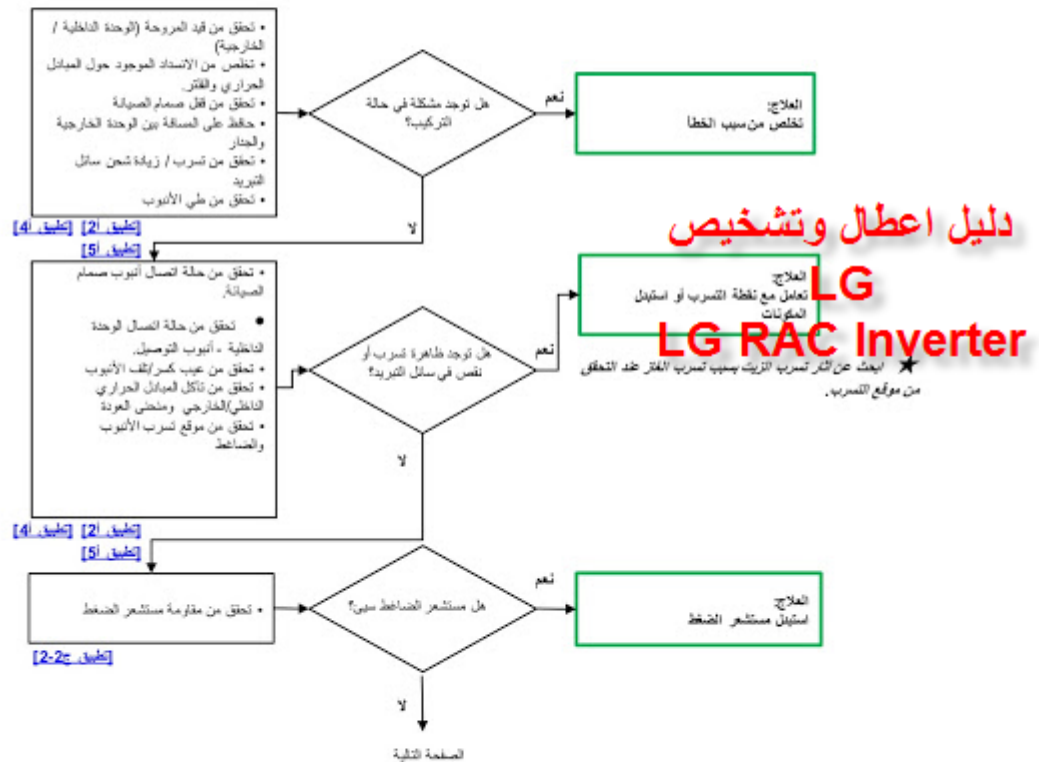 • تحقق من قيد المروحة (الوحدة الداخلية /
الخارجية)
• تخلص من الانسداد الموجود حول المبادل
الحراري والفلتر.
• تحقق من قفل صمام الصيانة
• حافظ على المسافة بين الوحدة الخارجية
والجدار
• تحقق من تسرب / زيادة شحن سائل
التبريد
• تحقق من طي الأنبوب
هل توجد مشكلة في حالة
التركيب؟
نعم
العلاج:
تخلص من سبب الخطأ
لا
[تطبيق أ2] [تطبيق أ4]
[تطبيق أ5]
دليل اعطال وتشخيص
LG
LG RAC Inverter
• تحقق من حالة اتصال أنبوب صمام
الصيانة.
• تحقق من حالة اتصال الوحدة
الداخلية - أنبوب التوصيل.
• تحقق من عيب كسر/تلف الأنبوب
• تحقق من تآكل المبادل الحراري
الداخلي/الخارجي ومنحنى العودة
• تحقق من موقع تسرب الأنبوب
والضاغط
هل توجد ظاهرة تسرب أو
نقص في سائل التبريد؟
نعم
العلاج:
تعامل مع نقطة التسرب أو استبدل
المكونات
★ ابحث عن آثار تسرب الزيت بسبب تسرب الغاز عند التحقق
من موقع التسرب.
لا
[تطبيق أ2] [تطبيق أ4]
[تطبيق أ5]
• تحقق من مقاومة مستشعر الضغط
هل مستشعر الضاغط سيئ؟
نعم
العلاج:
استبدل مستشعر الضغط
[تطبيق ج2-2]
لا
الصفحة التالية